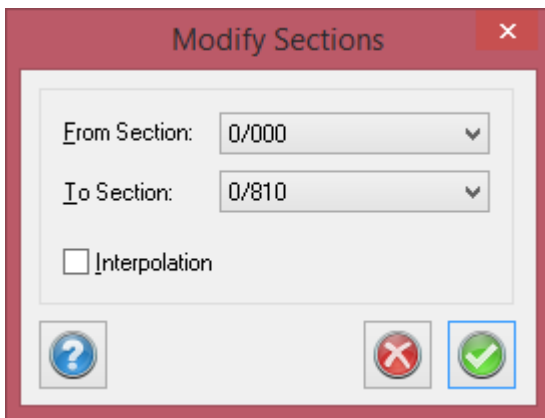 Modify Sections
From Section: 0/000
To Section: 0/810
Interpolation